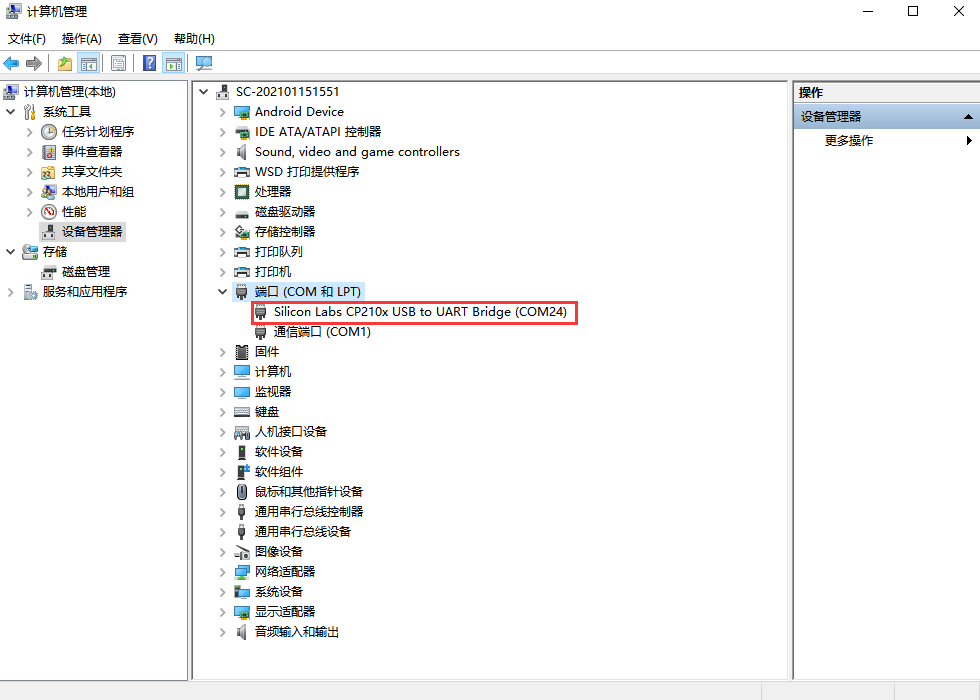 计算机管理
文件(F) 操作(A) 查看(V) 帮助(H)
计算机管理(本地)
系统工具
任务计划程序
事件查看器
共享文件夹
本地用户和组
性能
设备管理器
存储
磁盘管理
服务和应用程序
SC-202101151551
Android Device
IDE ATA/ATAPI 控制器
Sound, video and game controllers
WSD 打印提供程序
处理器
磁盘驱动器
存储控制器
打印队列
打印机
端口 (COM 和 LPT)
Silicon Labs CP210x USB to UART Bridge (COM24)
通信端口 (COM1)
固件
计算机
监视器
键盘
人机接口设备
软件设备
软件组件
鼠标和其他指针设备
通用串行总线控制器
通用串行总线设备
图像设备
网络适配器
系统设备
显示适配器
音频输入和输出
操作
设备管理器
更多操作